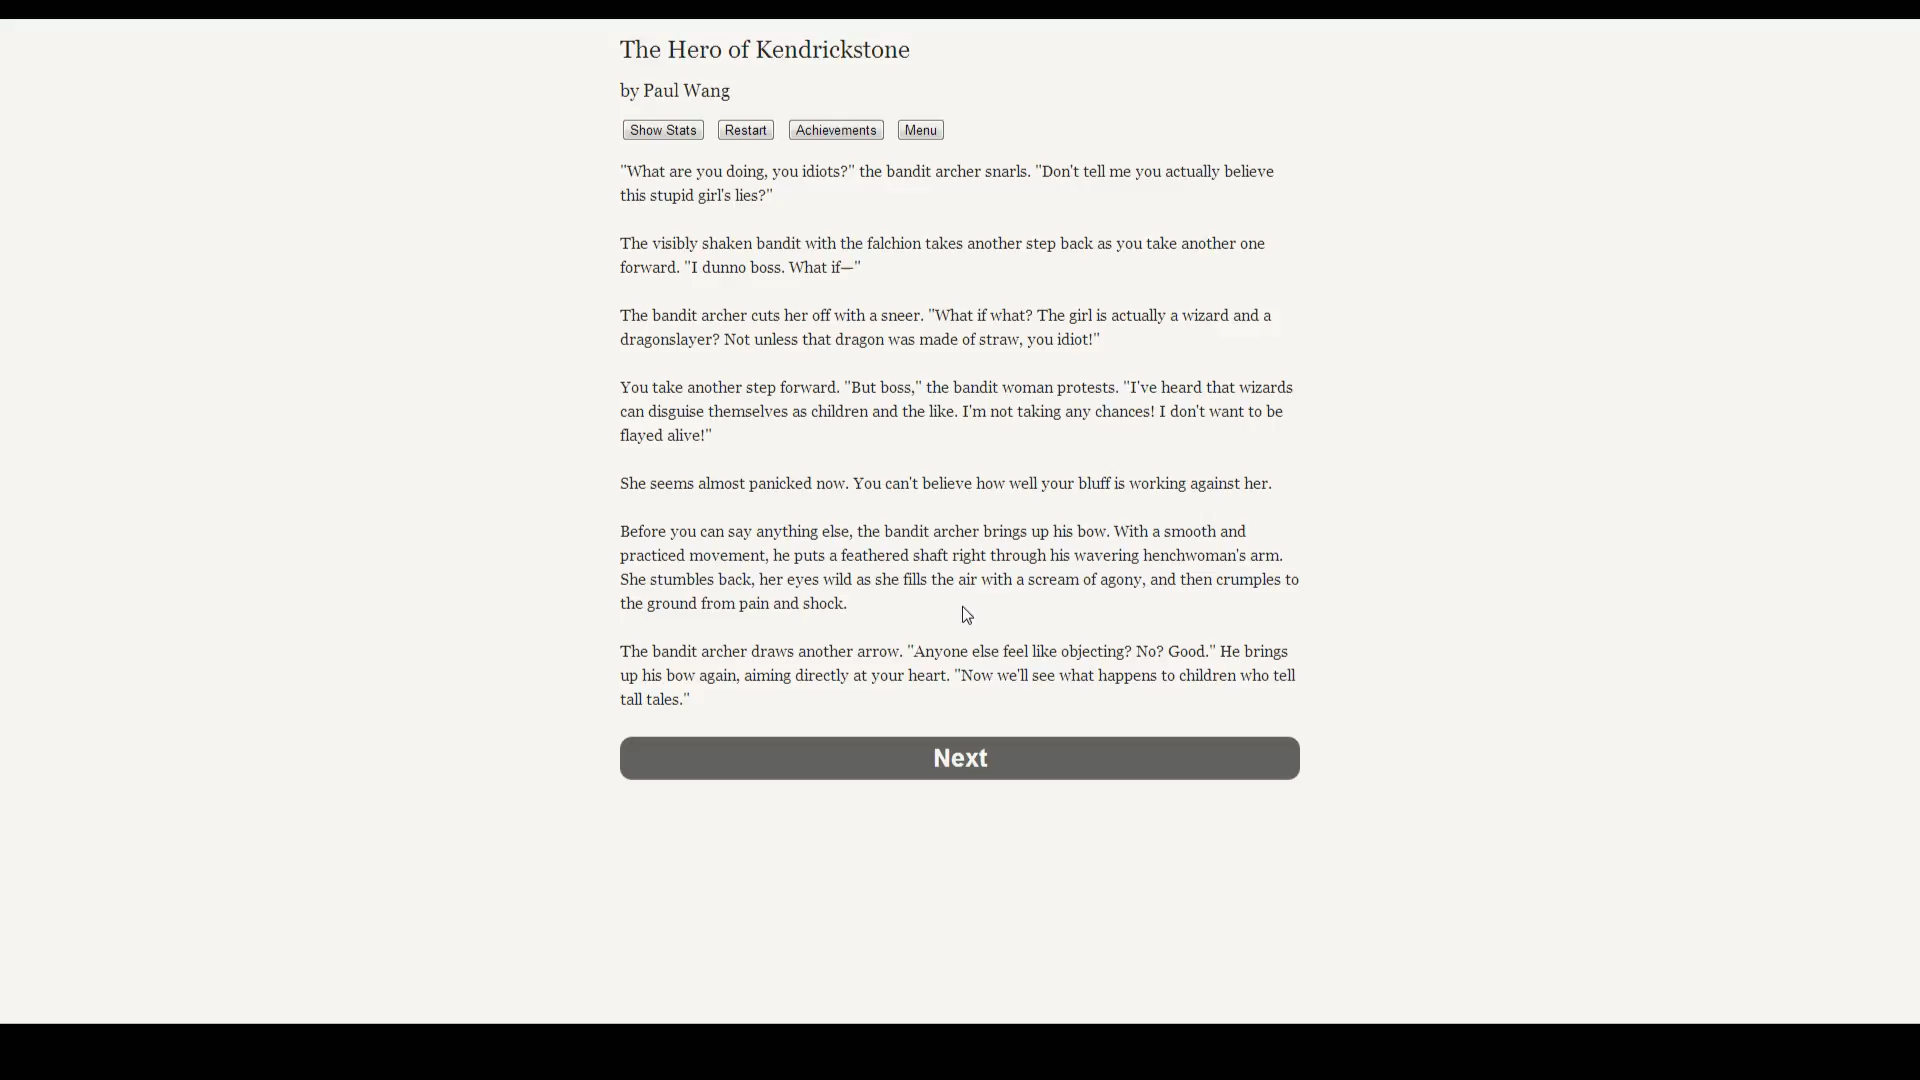 The Hero of Kendrickstone
by Paul Wang
Show Stats Restart Achievements Menu
"What are you doing, you idiots?" the bandit archer snarls. "Don't tell me you actually believe
this stupid girl's lies?"
The visibly shaken bandit with the falchion takes another step back as you take another one
forward. "I dunno boss. What if—"
The bandit archer cuts her off with a sneer. "What if what? The girl is actually a wizard and a
dragonslayer? Not unless that dragon was made of straw, you idiot!"
You take another step forward. "But boss," the bandit woman protests. "I've heard that wizards
can disguise themselves as children and the like. I'm not taking any chances! I don't want to be
flayed alive!"
She seems almost panicked now. You can't believe how well your bluff is working against her.
Before you can say anything else, the bandit archer brings up his bow. With a smooth and
practiced movement, he puts a feathered shaft right through his wavering henchwoman's arm.
She stumbles back, her eyes wild as she fills the air with a scream of agony, and then crumples to
the ground from pain and shock.
The bandit archer draws another arrow. "Anyone else feel like objecting? No? Good." He brings
up his bow again, aiming directly at your heart. "Now we'll see what happens to children who tell
tall tales."
Next